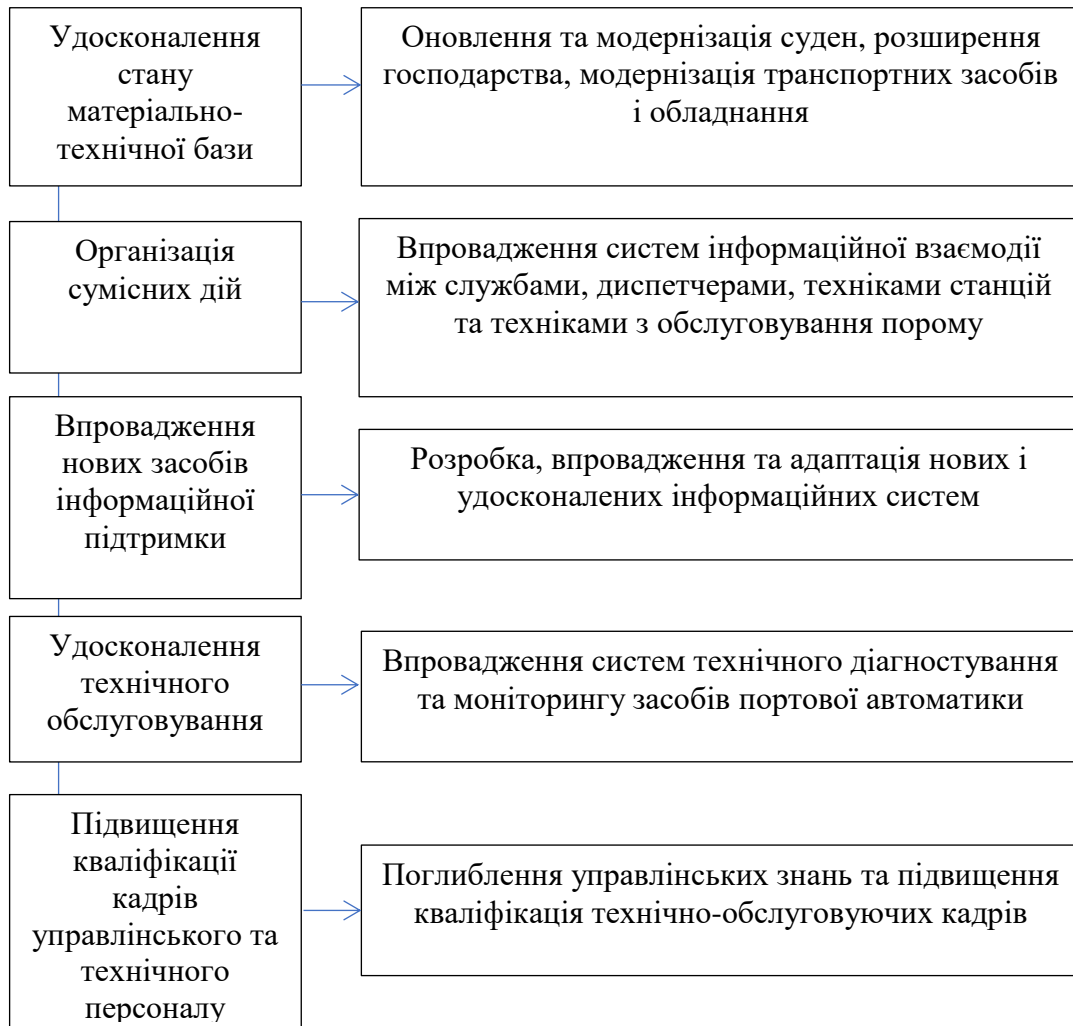 Удосконалення
стану
матеріально-
технічної бази
Оновлення та модернізація суден, розширення
господарства, модернізація транспортних засобів
і обладнання
Організація
сумісних дій
Впровадження систем інформаційної взаємодії
між службами, диспетчерами, техніками станцій
та техніками з обслуговування порому
Впровадження
нових засобів
інформаційної
підтримки
Розробка, впровадження та адаптація нових і
удосконалених інформаційних систем
Удосконалення
технічного
обслуговування
Впровадження систем технічного діагностування
та моніторингу засобів портової автоматики
Підвищення
кваліфікації
кадрів
управлінського та
технічного
персоналу
Поглиблення управлінських знань та підвищення
кваліфікація технічно-обслуговуючих кадрів